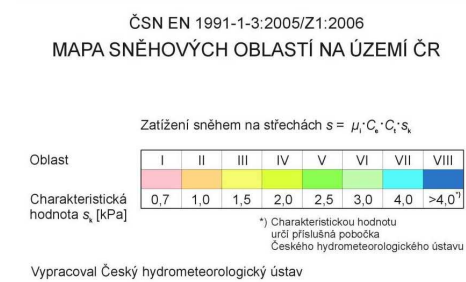 ČSN EN 1991-1-3:2005/Z1:2006
MAPA SNĚHOVÝCH OBLASTÍ NA ÚZEMÍ ČR
Zatížení sněhem na střechách s = μᵢ·Cₑ·Cₜ·sₖ
Oblast I II III IV V VI VII VIII
Charakteristická hodnota sₖ [kPa] 0,7 1,0 1,5 2,0 2,5 3,0 4,0 >4,0*)
*) Charakteristickou hodnotu
určí příslušná pobočka
Českého hydrometeorologického ústavu
Vypracoval Český hydrometeorologický ústav